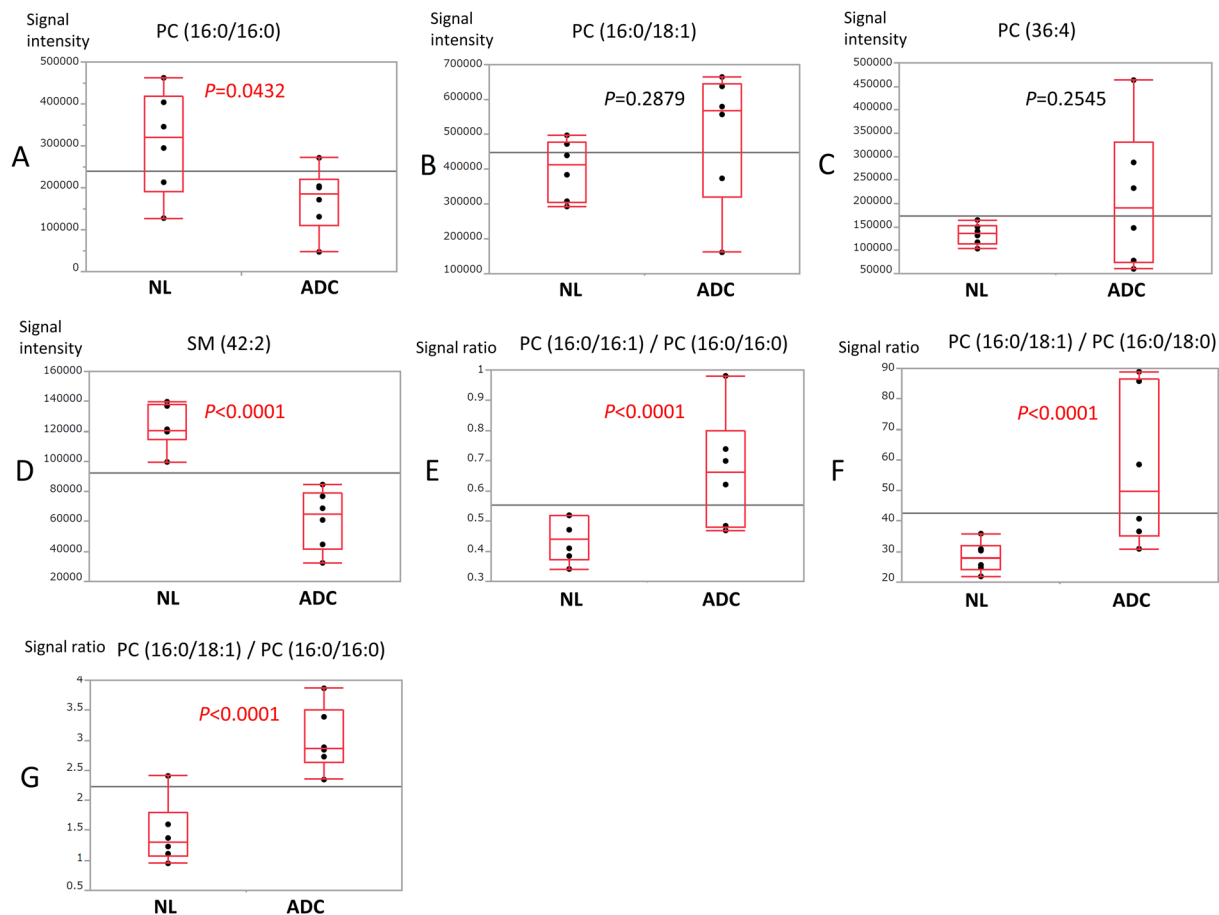 Signal
intensity
PC (16:0/16:0)
A
500000
400000
300000
200000
100000
0
P=0.0432
NL
ADC
Signal
intensity
PC (16:0/18:1)
B
700000
600000
500000
400000
300000
200000
100000
P=0.2879
NL
ADC
Signal
intensity
PC (36:4)
C
500000
450000
400000
350000
300000
250000
200000
150000
100000
50000
P=0.2545
NL
ADC
Signal
intensity
SM (42:2)
D
160000
140000
120000
100000
80000
60000
40000
20000
P<0.0001
NL
ADC
Signal ratio
PC (16:0/16:1) / PC (16:0/16:0)
E
1
0.9
0.8
0.7
0.6
0.5
0.4
0.3
P<0.0001
NL
ADC
Signal ratio
PC (16:0/18:1) / PC (16:0/18:0)
F
90
80
70
60
50
40
30
20
P<0.0001
NL
ADC
Signal ratio
PC (16:0/18:1) / PC (16:0/16:0)
G
4
3.5
3
2.5
2
1.5
1
0.5
P<0.0001
NL
ADC